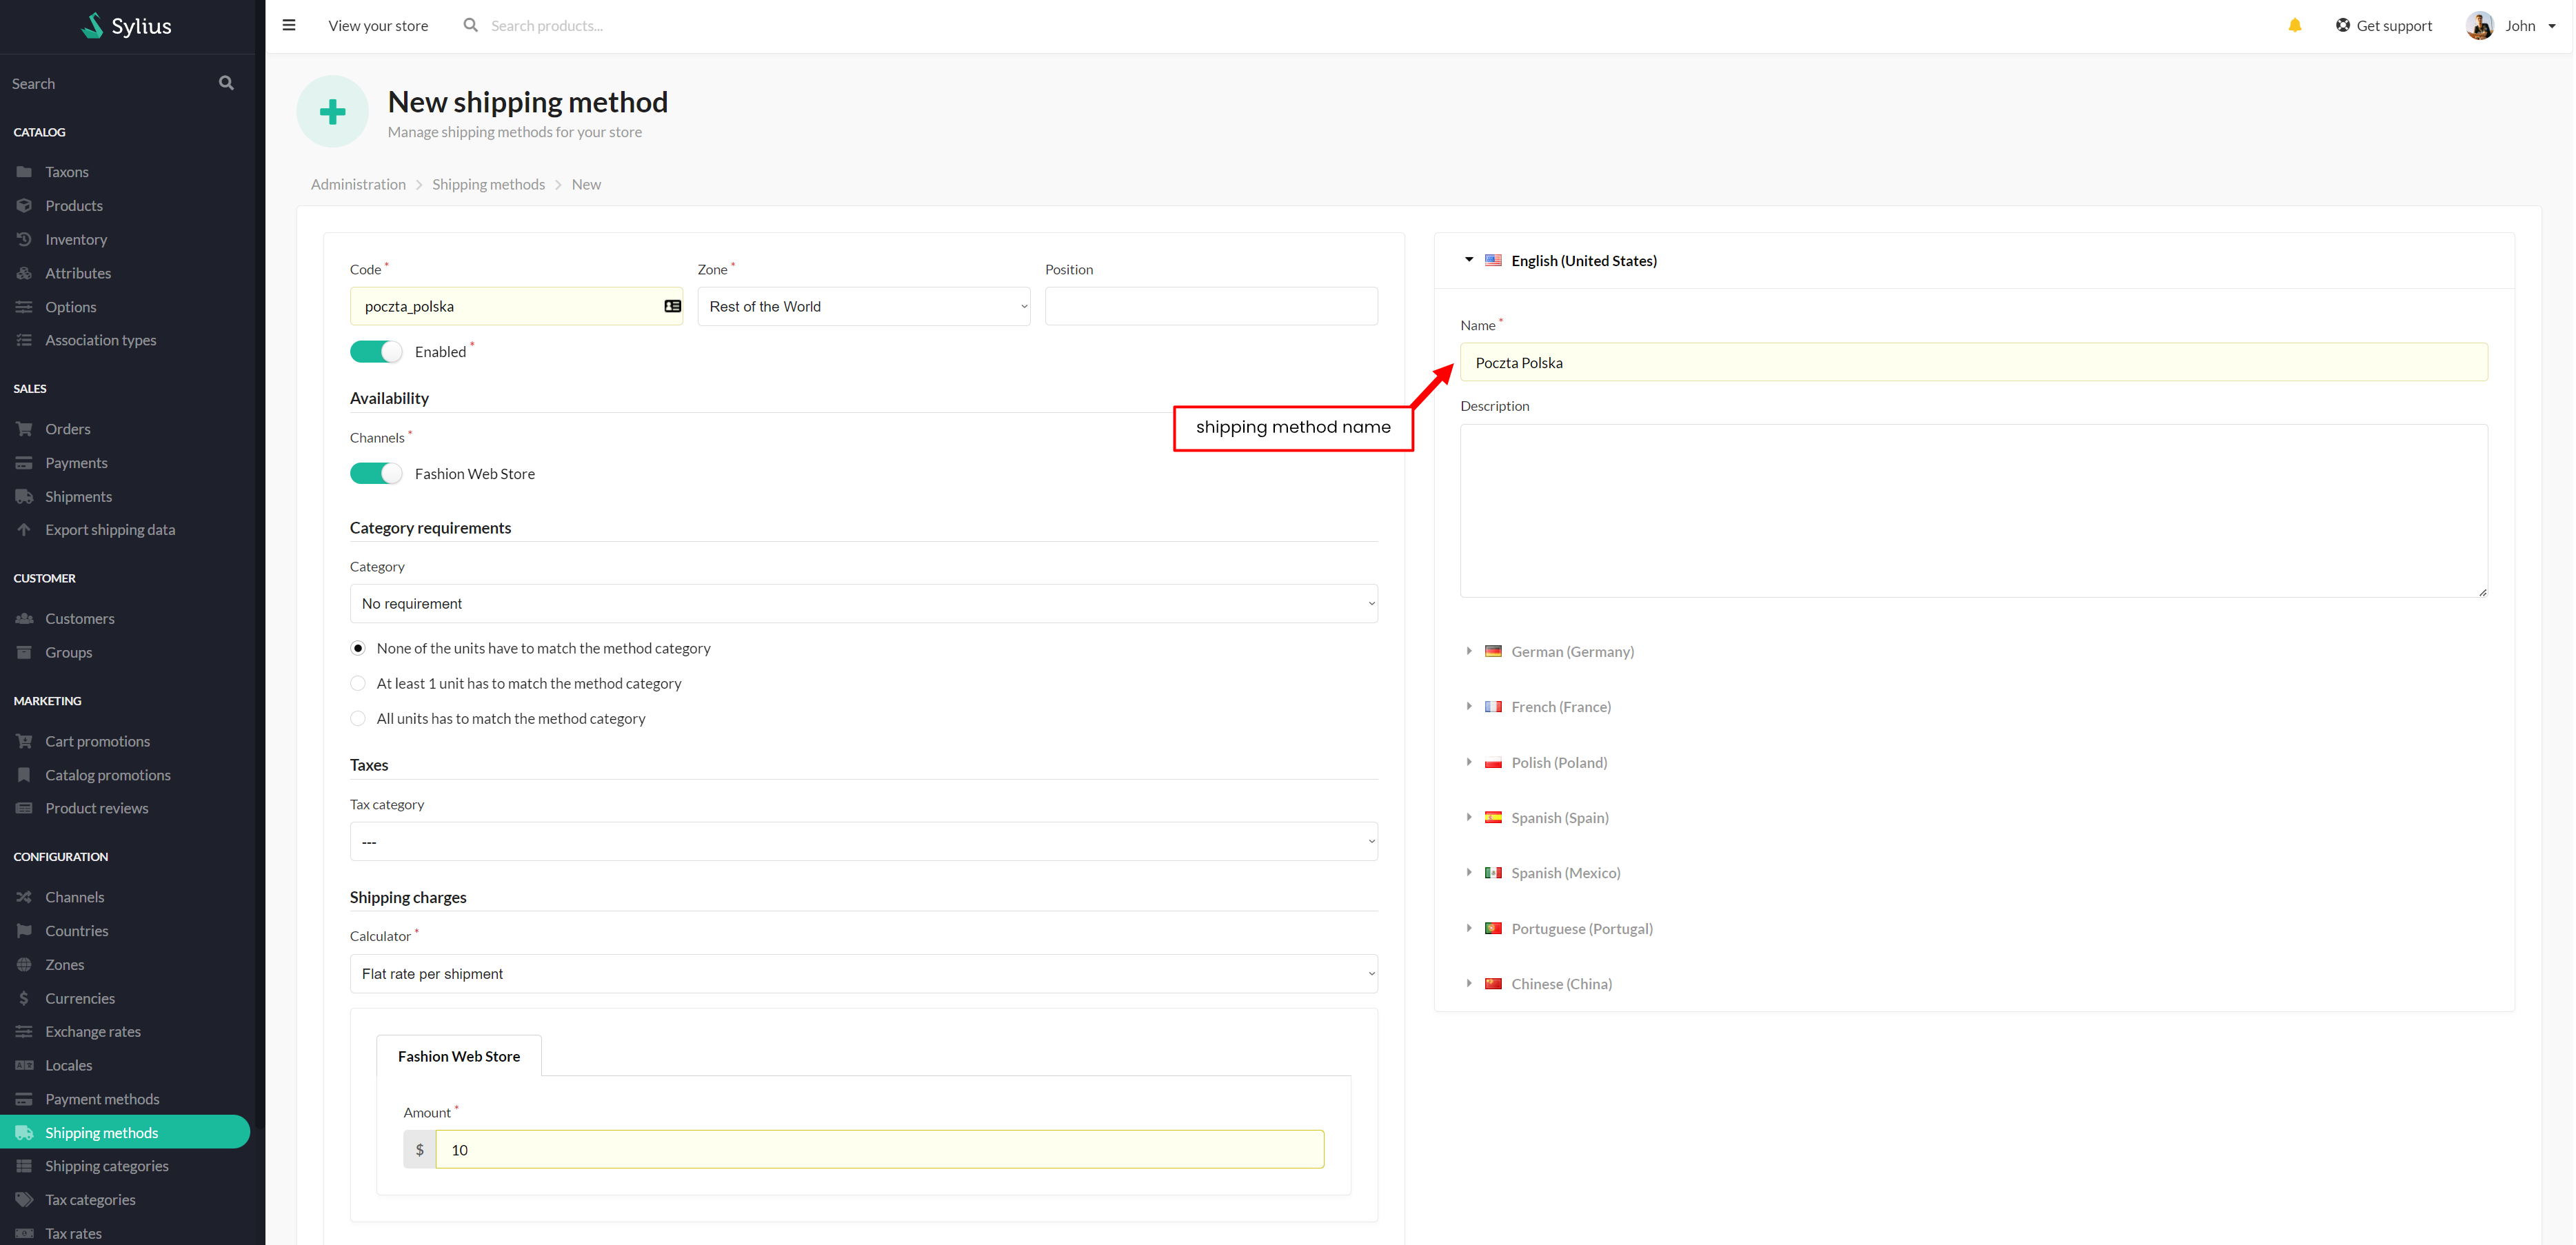 Sylius
View your store
Search products...
Get support
John
Search
CATALOG
Taxons
Products
Inventory
Attributes
Options
Association types
SALES
Orders
Payments
Shipments
Export shipping data
CUSTOMER
Customers
Groups
MARKETING
Cart promotions
Catalog promotions
Product reviews
CONFIGURATION
Channels
Countries
Zones
Currencies
Exchange rates
Locales
Payment methods
Shipping methods
Shipping categories
Tax categories
Tax rates
New shipping method
Manage shipping methods for your store
Administration > Shipping methods > New
Code * Zone * Position
poczta_polska Rest of the World
Enabled *
Availability
Channels *
Fashion Web Store
Category requirements
Category
No requirement
None of the units have to match the method category
At least 1 unit has to match the method category
All units has to match the method category
Taxes
Tax category
---
Shipping charges
Calculator *
Flat rate per shipment
Fashion Web Store
Amount *
$ 10
English (United States)
Name *
Poczta Polska
shipping method name
Description
German (Germany)
French (France)
Polish (Poland)
Spanish (Spain)
Spanish (Mexico)
Portuguese (Portugal)
Chinese (China)